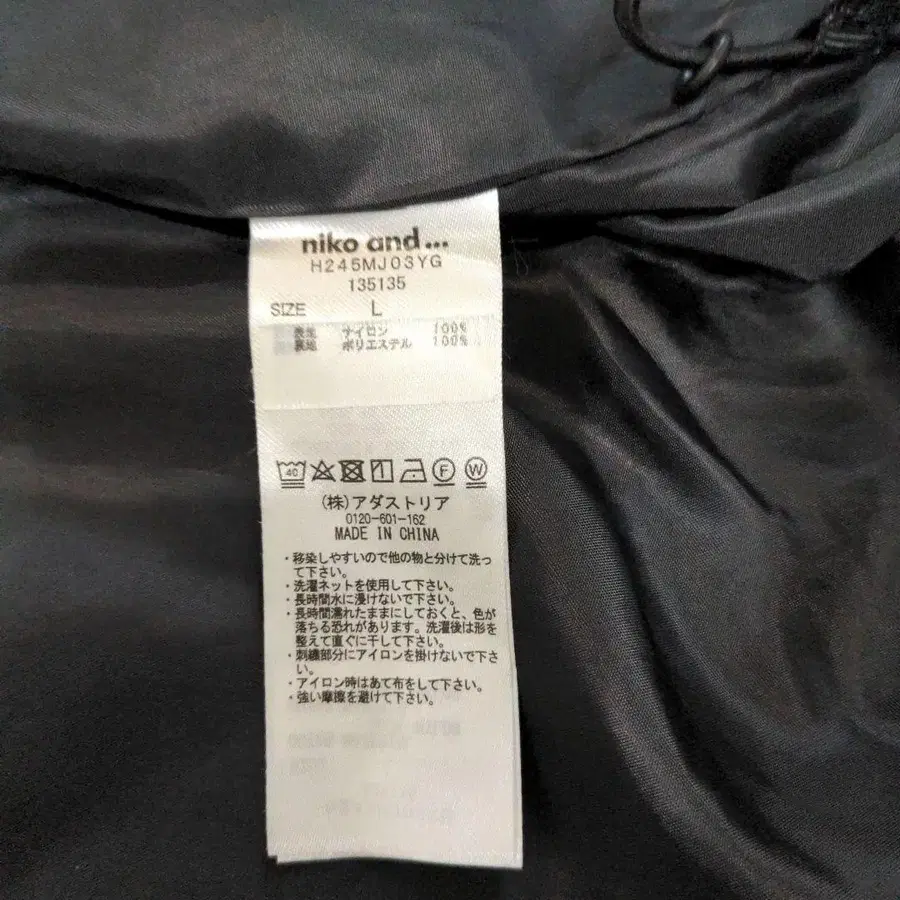 niko and ...
H245MJ03YG
135135
SIZE L
表地 ナイロン 100%
裏地 ポリエステル 100%
40 F W
(株)アダストリア
0120-601-162
MADE IN CHINA
・移染しやすいので他の物と分けて洗っ
て下さい。
・洗濯ネットを使用して下さい。
・長時間水に浸けないで下さい。
・長時間濡れたままにしておくと、色が
落ちる恐れがあります。洗濯後は形を
整えて直ぐに干して下さい。
・刺繍部分にアイロンを掛けないで下さ
い。
・アイロン時はあて布をして下さい。
・強い摩擦を避けて下さい。